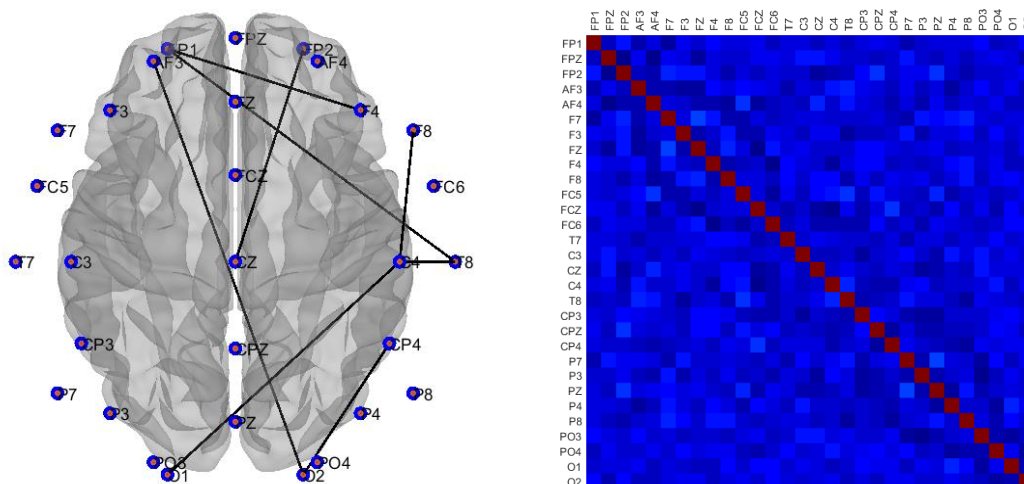 FPZ
FP1 FP2
AF3 AF4
FZ
F3 F4
F7 F8
FCZ
FC5 FC6
T7 C3 CZ C4 T8
CP3 CPZ CP4
P7 P8
P3 PZ P4
PO3 PO4
O1 O2
FP1 FPZ FP2 AF3 AF4 F7 F3 FZ F4 F8 FC5 FCZ FC6 T7 C3 CZ C4 T8 CP3 CPZ CP4 P7 P3 PZ P4 P8 PO3 PO4 O1
FP1
FPZ
FP2
AF3
AF4
F7
F3
FZ
F4
F8
FC5
FCZ
FC6
T7
C3
CZ
C4
T8
CP3
CPZ
CP4
P7
P3
PZ
P4
P8
PO3
PO4
O1
O2